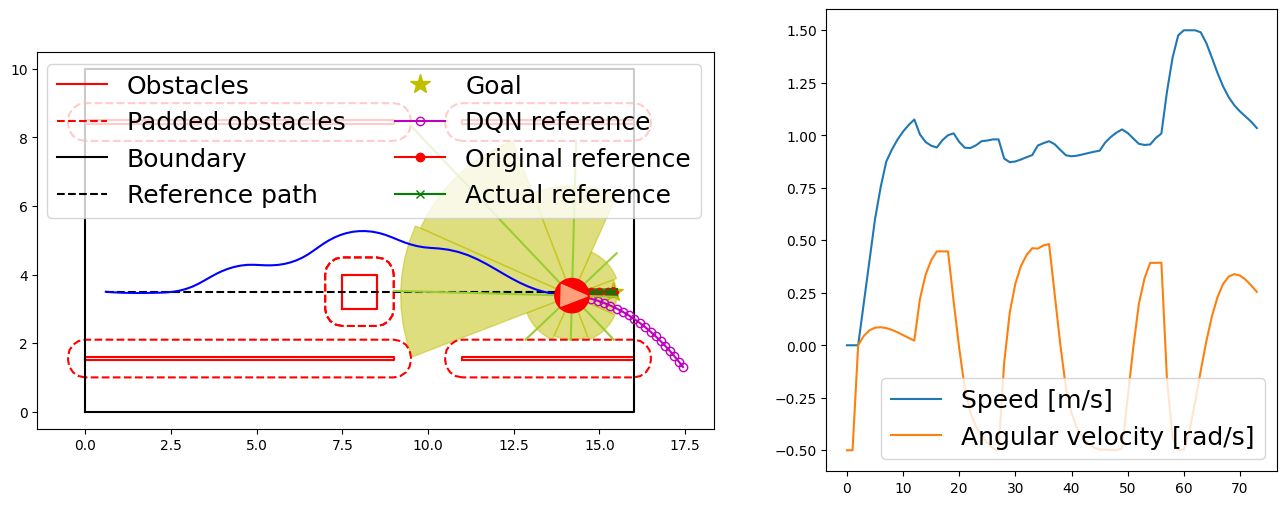 10
8
6
4
2
0
0.0 2.5 5.0 7.5 10.0 12.5 15.0 17.5
Obstacles
Padded obstacles
Boundary
Reference path
Goal
DQN reference
Original reference
Actual reference
1.50
1.25
1.00
0.75
0.50
0.25
0.00
−0.25
−0.50
0 10 20 30 40 50 60 70
Speed [m/s]
Angular velocity [rad/s]